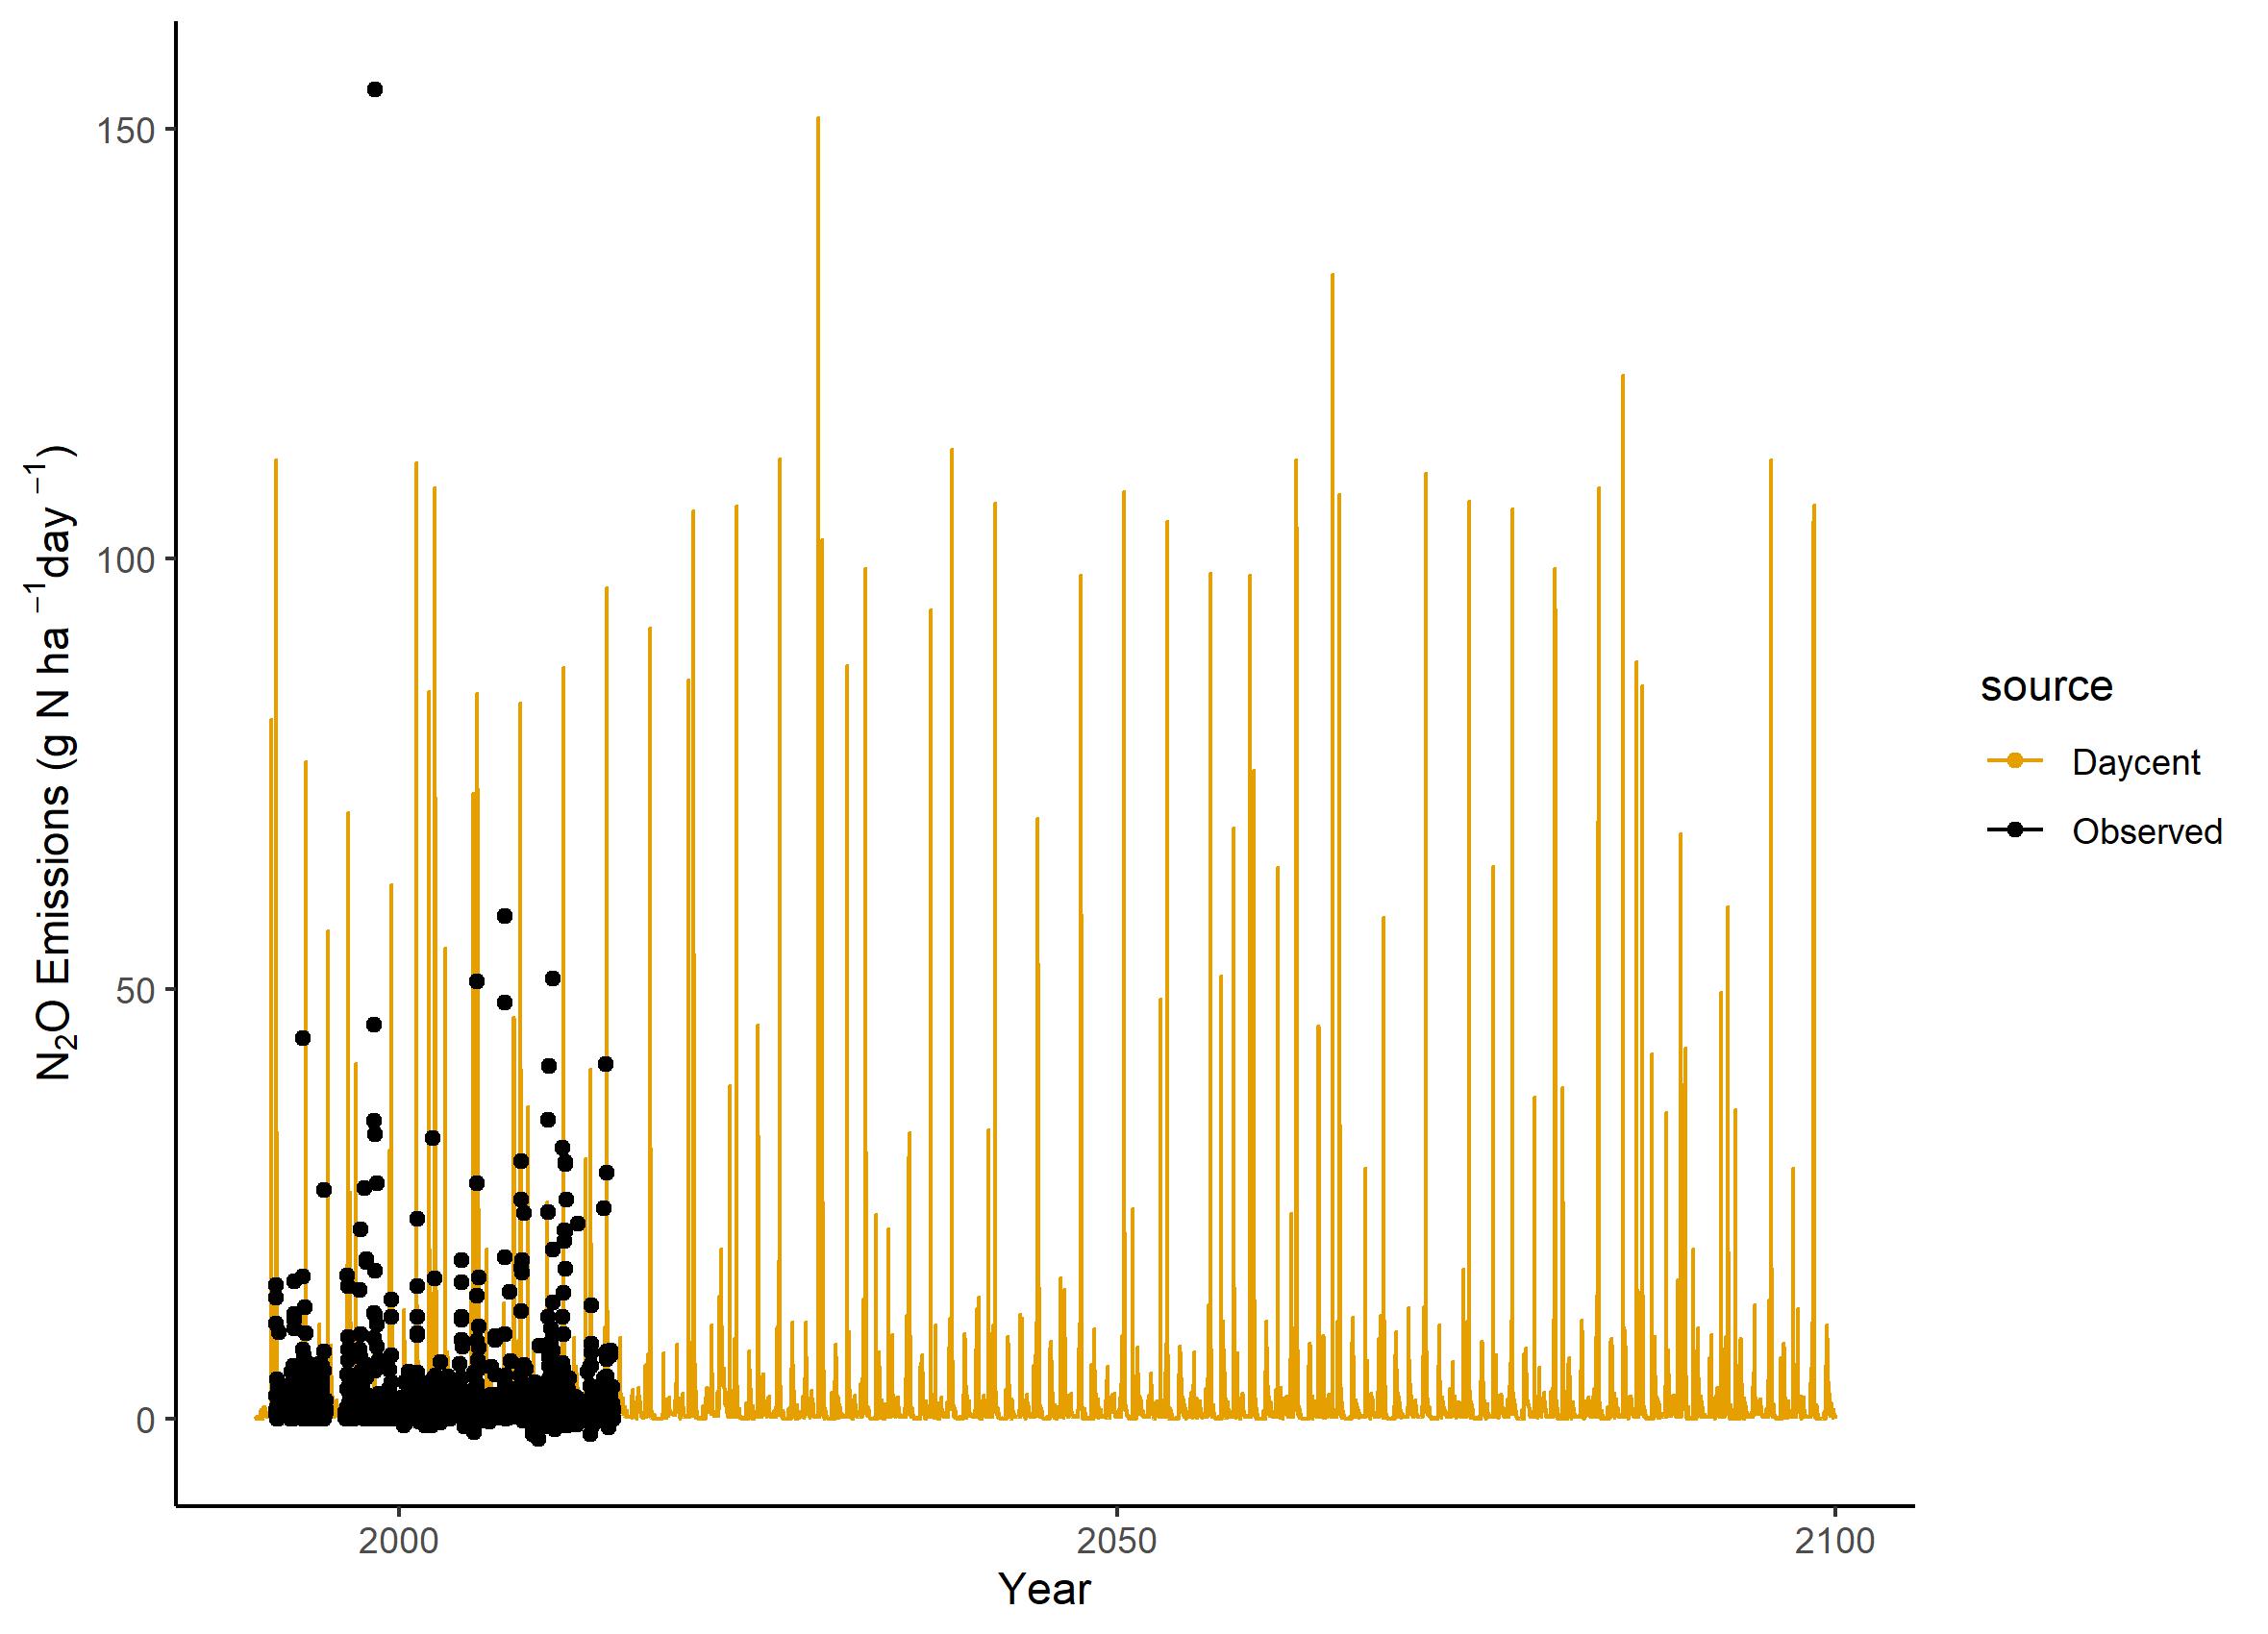 150
100
50
0
N₂O Emissions (g N ha ⁻¹day ⁻¹)
2000
2050
2100
Year
source
Daycent
Observed